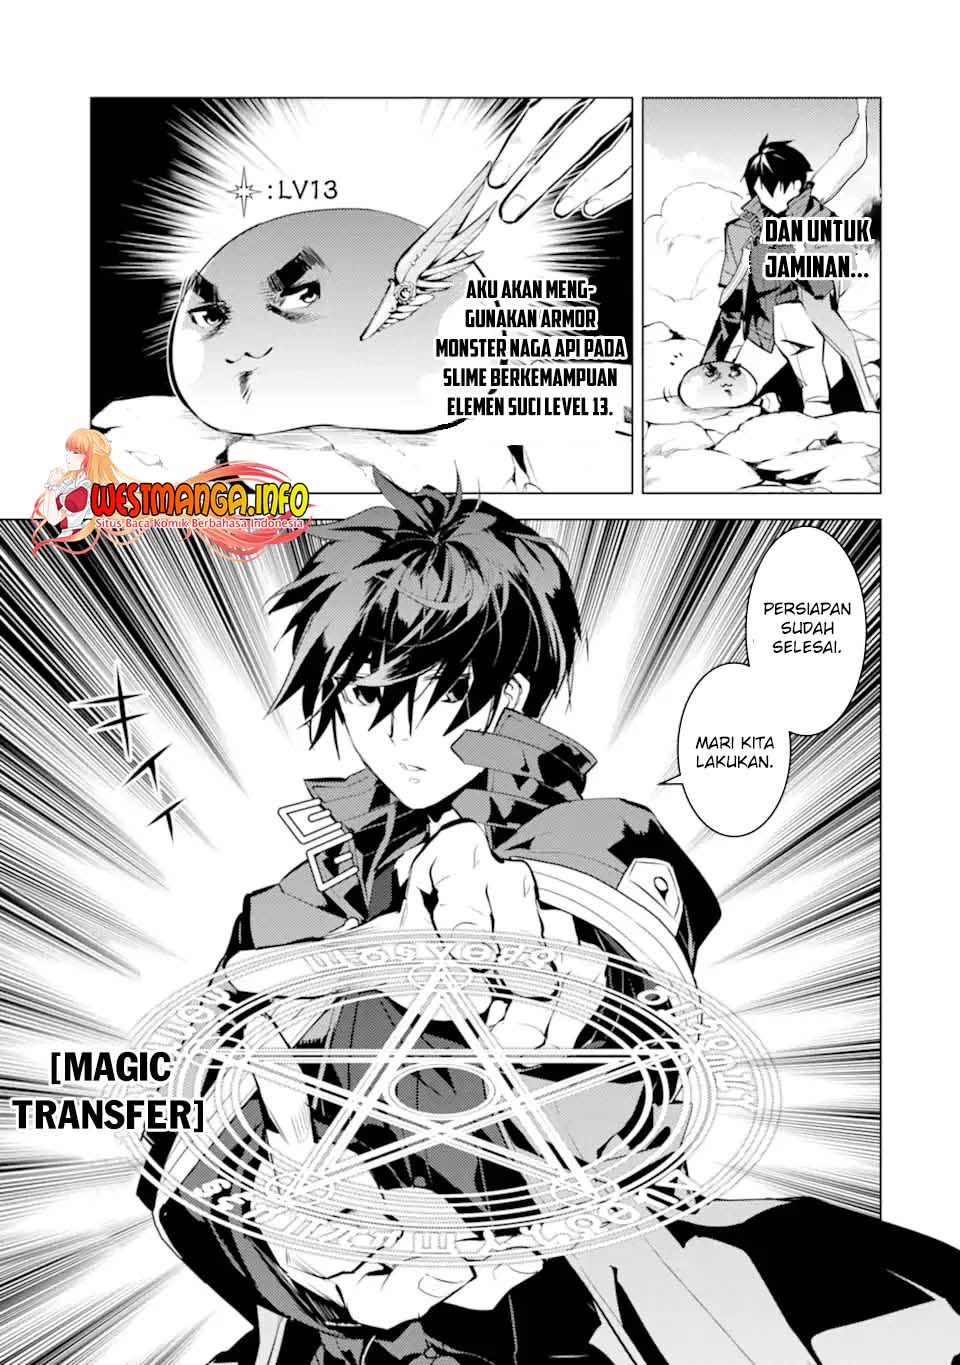 DAN UNTUK
JAMINAN...
:LV13
AKU AKAN MENG-
GUNAKAN ARMOR
MONSTER NAGA API PADA
SLIME BERKEMAMPUAN
ELEMEN SUCI LEVEL 13.
WESTMANGA.INFO
Situs Baca Komik Berbahasa Indonesia
PERSIAPAN
SUDAH
SELESAI.
MARI KITA
LAKUKAN.
[MAGIC
TRANSFER]